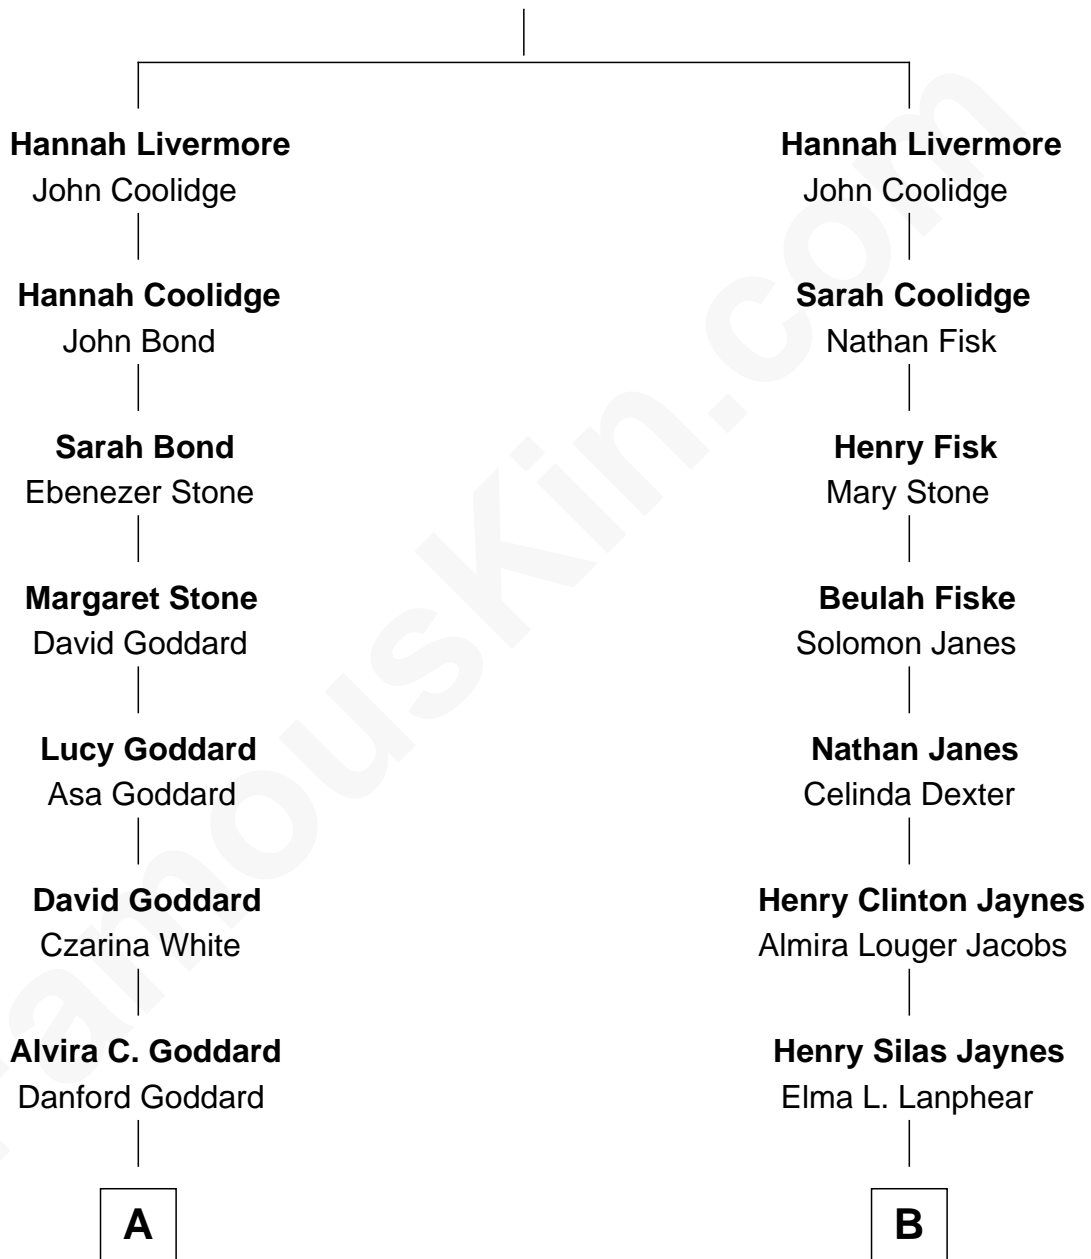 Hannah Livermore
John Coolidge
Hannah Coolidge
John Bond
Sarah Bond
Ebenezer Stone
Margaret Stone
David Goddard
Lucy Goddard
Asa Goddard
David Goddard
Czarina White
Alvira C. Goddard
Danford Goddard
A
Hannah Livermore
John Coolidge
Sarah Coolidge
Nathan Fisk
Henry Fisk
Mary Stone
Beulah Fiske
Solomon Janes
Nathan Janes
Celinda Dexter
Henry Clinton Jaynes
Almira Louger Jacobs
Henry Silas Jaynes
Elma L. Lanphear
B
FamousKin.com